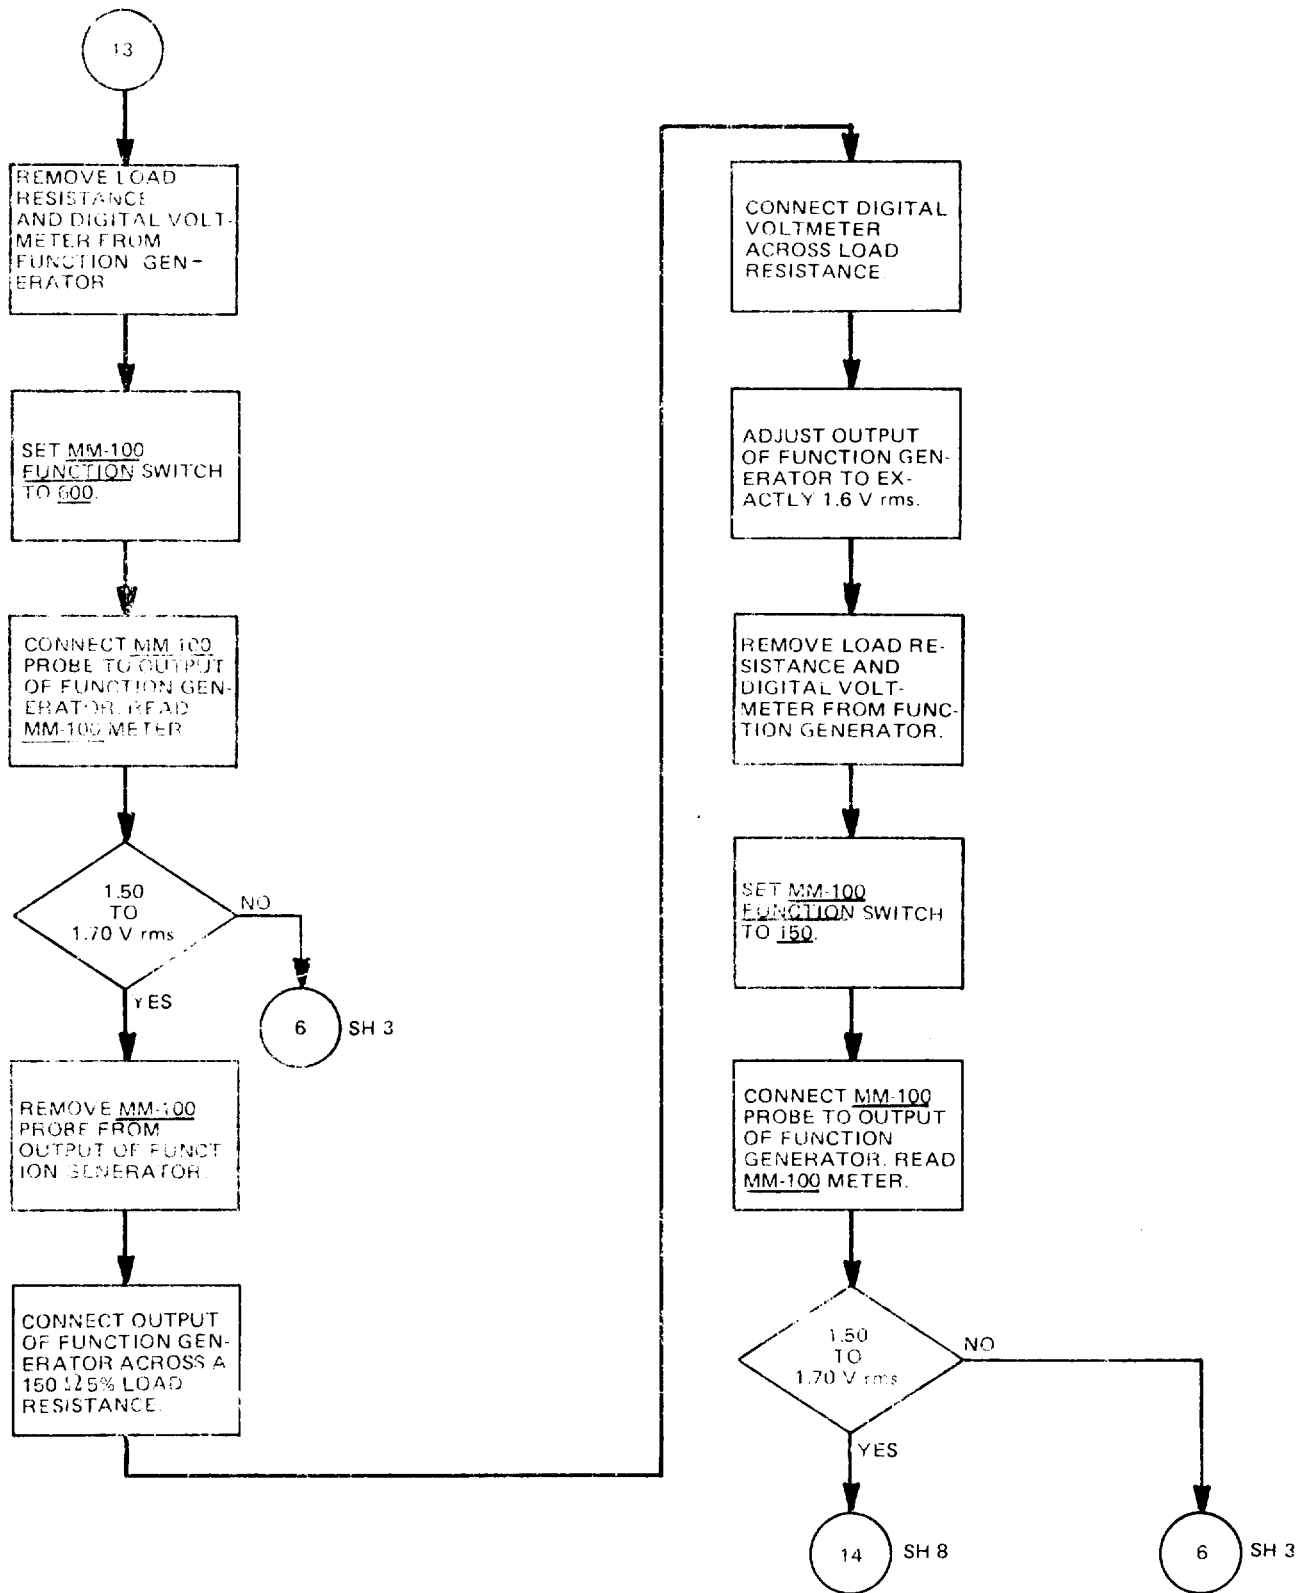 13
REMOVE LOAD
RESISTANCE
AND DIGITAL VOLT-
METER FROM
FUNCTION GEN-
ERATOR
SET MM-100
FUNCTION SWITCH
TO 600.
CONNECT MM-100
PROBE TO OUTPUT
OF FUNCTION GEN-
ERATOR. READ
MM-100 METER
1.50
TO
1.70 V rms
NO
YES
6
SH 3
REMOVE MM-100
PROBE FROM
OUTPUT OF FUNCT
ION GENERATOR.
CONNECT OUTPUT
OF FUNCTION GEN-
ERATOR ACROSS A
150 Ω 5% LOAD
RESISTANCE.
CONNECT DIGITAL
VOLTMETER
ACROSS LOAD
RESISTANCE.
ADJUST OUTPUT
OF FUNCTION GEN-
ERATOR TO EX-
ACTLY 1.6 V rms.
REMOVE LOAD RE-
SISTANCE AND
DIGITAL VOLT-
METER FROM FUNC-
TION GENERATOR.
SET MM-100
FUNCTION SWITCH
TO 150.
CONNECT MM-100
PROBE TO OUTPUT
OF FUNCTION
GENERATOR. READ
MM-100 METER.
1.50
TO
1.70 V rms
NO
YES
14
SH 8
6
SH 3